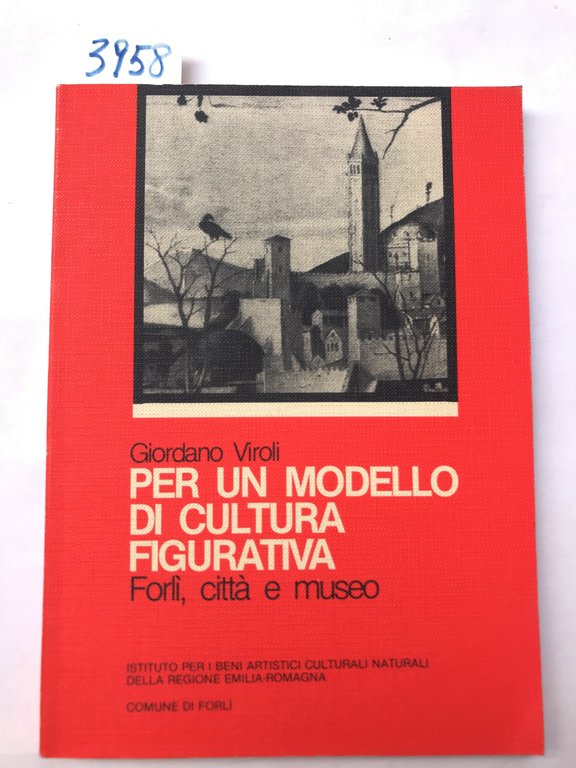 3958
Giordano Viroli
PER UN MODELLO
DI CULTURA
FIGURATIVA
Forlì, città e museo
ISTITUTO PER I BENI ARTISTICI CULTURALI NATURALI
DELLA REGIONE EMILIA-ROMAGNA
COMUNE DI FORLÌ